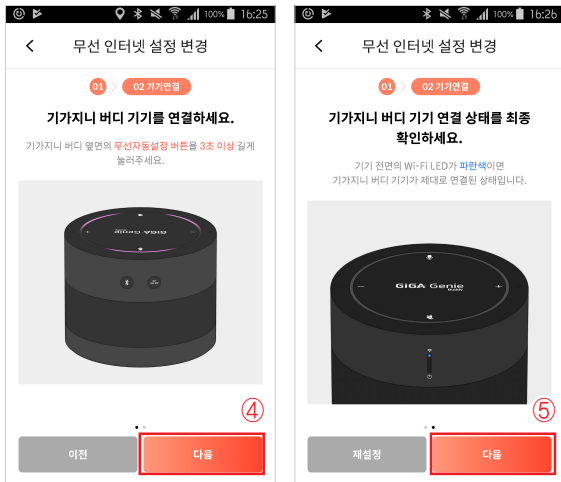 100% 16:25
무선 인터넷 설정 변경
01 > 02 기기연결
기가지니 버디 기기를 연결하세요.
기가지니 버디 옆면의 무선자동설정 버튼을 3초 이상 길게
눌러주세요.
GIGA Genie
④
이전
다음
100% 16:26
무선 인터넷 설정 변경
01 > 02 기기연결
기가지니 버디 기기 연결 상태를 최종
확인하세요.
기기 전면의 Wi-Fi LED가 파란색이면
기가지니 버디 기기가 제대로 연결된 상태입니다.
GIGA Genie
Buddy
⑤
재설정
다음